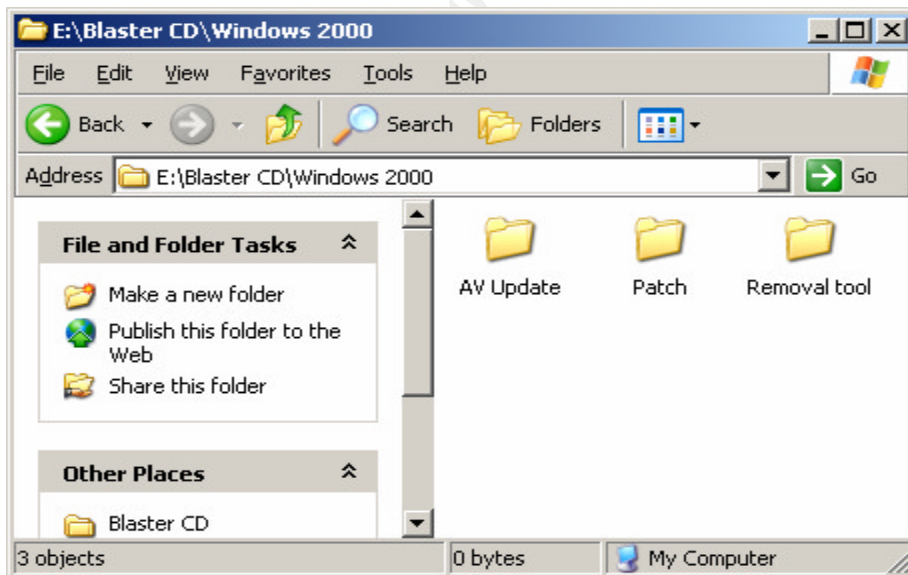 E:\Blaster CD\Windows 2000
File Edit View Favorites Tools Help
Back Search Folders
Address E:\Blaster CD\Windows 2000 Go
File and Folder Tasks
Make a new folder
Publish this folder to the
Web
Share this folder
Other Places
Blaster CD
AV Update Patch Removal tool
3 objects 0 bytes My Computer